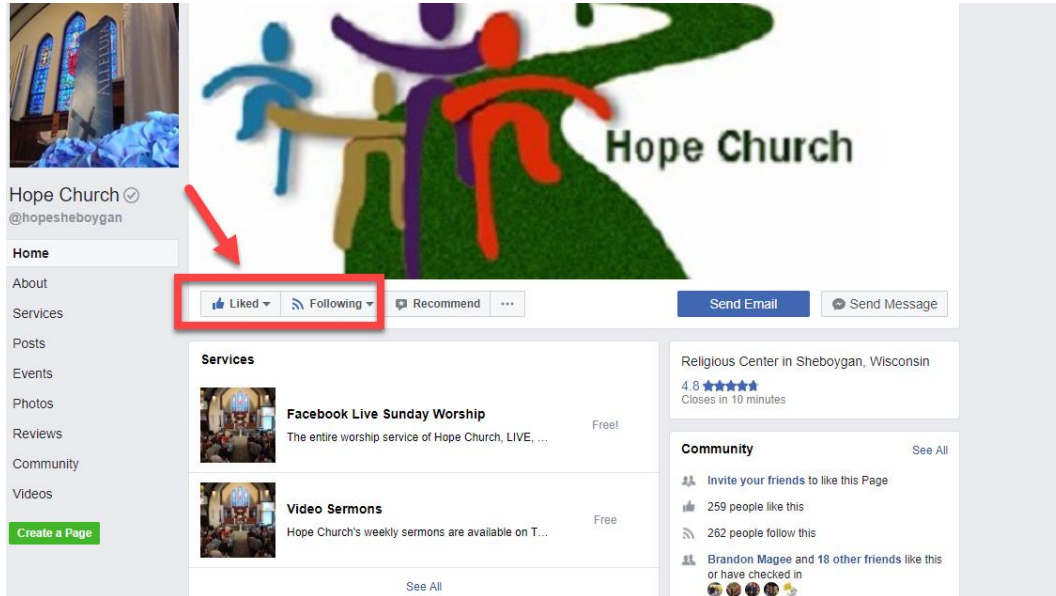 ALLELUIA
Hope Church
Hope Church
@hopesheboygan
Home
About
Services
Posts
Events
Photos
Reviews
Community
Videos
Create a Page
Liked
Following
Recommend
Send Email
Send Message
Services
Facebook Live Sunday Worship
The entire worship service of Hope Church, LIVE, ...
Free!
Video Sermons
Hope Church's weekly sermons are available on T...
Free
See All
Religious Center in Sheboygan, Wisconsin
4.8
Closes in 10 minutes
Community
See All
Invite your friends to like this Page
259 people like this
262 people follow this
Brandon Magee and 18 other friends like this
or have checked in